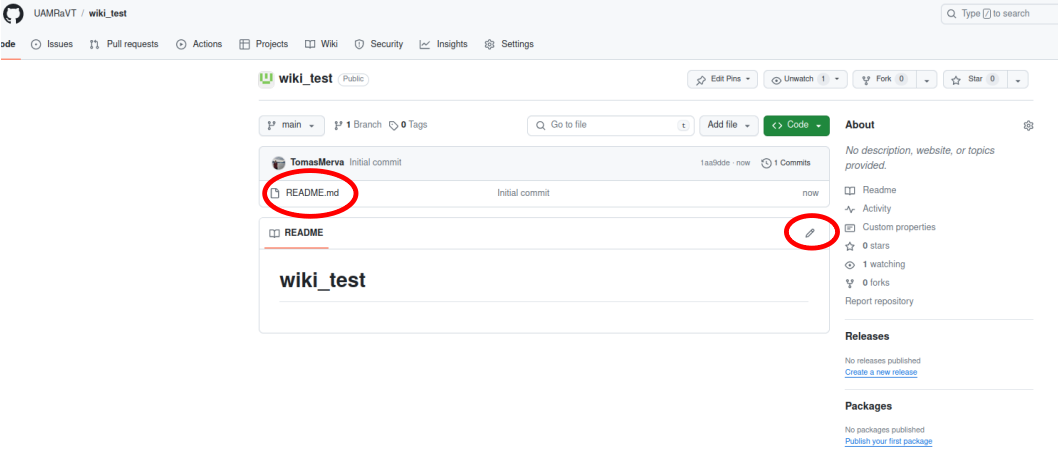 UAMRaVT / wiki_test
Type / to search
ode Issues Pull requests Actions Projects Wiki Security Insights Settings
wiki_test Public
Edit Pins Unwatch 1 Fork 0 Star 0
main 1 Branch 0 Tags Go to file t Add file <> Code
TomasMerva Initial commit 1aa9dde · now 1 Commits
README.md Initial commit now
README
wiki_test
About
No description, website, or topics
provided.
Readme
Activity
Custom properties
0 stars
1 watching
0 forks
Report repository
Releases
No releases published
Create a new release
Packages
No packages published
Publish your first package